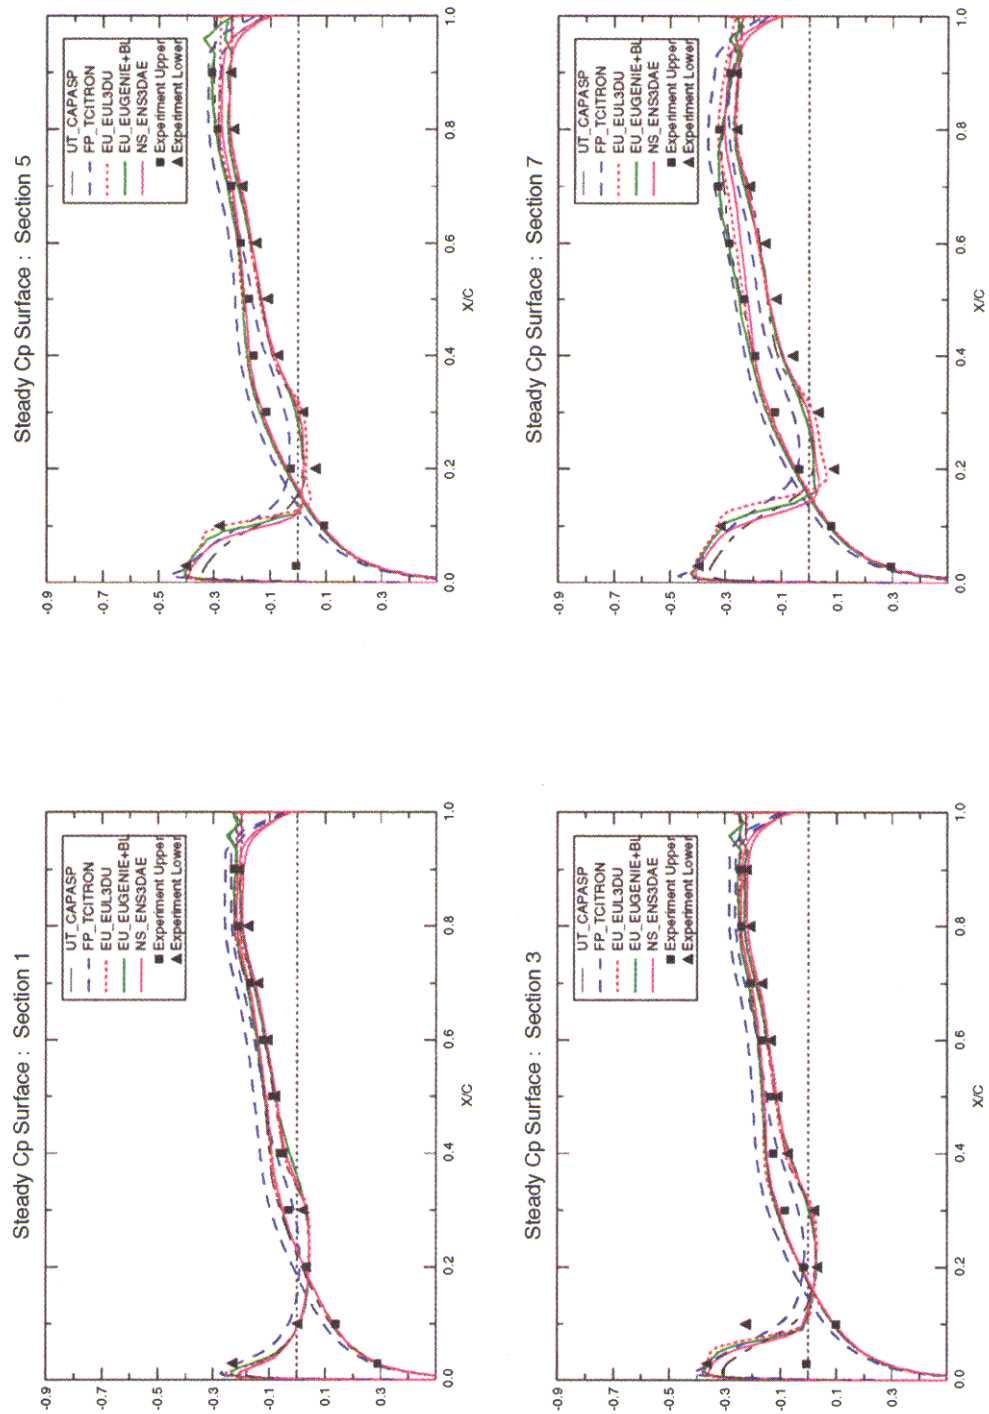 Steady Cp Surface : Section 1
-0.9
-0.7
-0.5
-0.3
-0.1
0.1
0.3
0.0
0.2
0.4
0.6
0.8
1.0
X/C
UT_CAPASP
FP_TCITRON
EU_EUL3DU
EU_EUGENIE+BL
NS_ENS3DAE
Experiment Upper
Experiment Lower
Steady Cp Surface : Section 5
-0.9
-0.7
-0.5
-0.3
-0.1
0.1
0.3
0.0
0.2
0.4
0.6
0.8
1.0
X/C
UT_CAPASP
FP_TCITRON
EU_EUL3DU
EU_EUGENIE+BL
NS_ENS3DAE
Experiment Upper
Experiment Lower
Steady Cp Surface : Section 3
-0.9
-0.7
-0.5
-0.3
-0.1
0.1
0.3
0.0
0.2
0.4
0.6
0.8
1.0
X/C
UT_CAPASP
FP_TCITRON
EU_EUL3DU
EU_EUGENIE+BL
NS_ENS3DAE
Experiment Upper
Experiment Lower
Steady Cp Surface : Section 7
-0.9
-0.7
-0.5
-0.3
-0.1
0.1
0.3
0.0
0.2
0.4
0.6
0.8
1.0
X/C
UT_CAPASP
FP_TCITRON
EU_EUL3DU
EU_EUGENIE+BL
NS_ENS3DAE
Experiment Upper
Experiment Lower